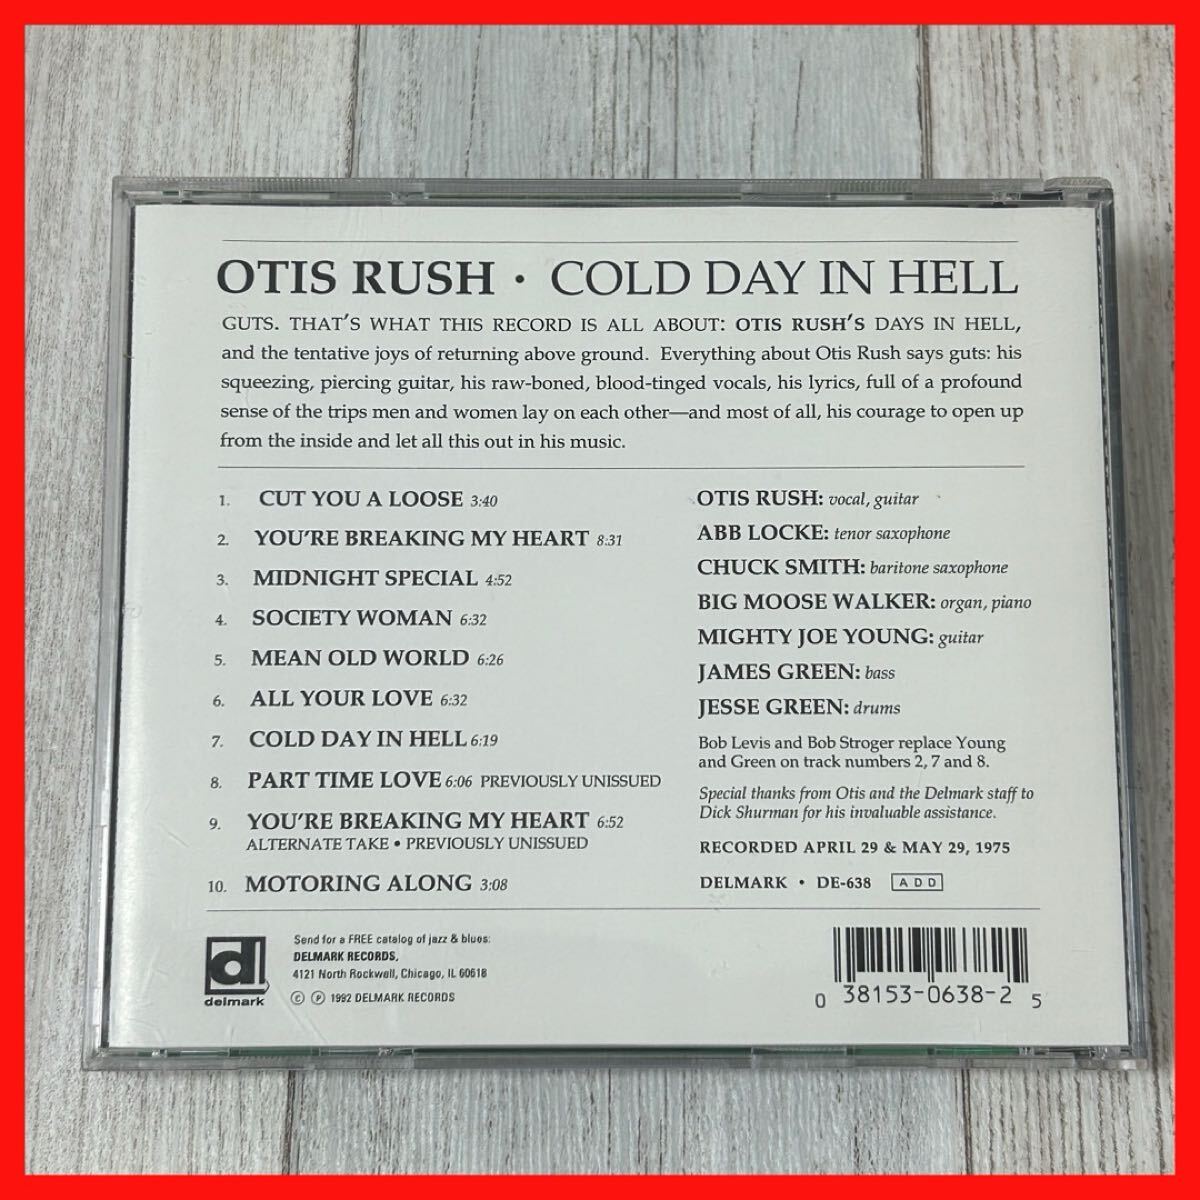 OTIS RUSH · COLD DAY IN HELL
GUTS. THAT'S WHAT THIS RECORD IS ALL ABOUT: OTIS RUSH'S DAYS IN HELL,
and the tentative joys of returning above ground. Everything about Otis Rush says guts: his
squeezing, piercing guitar, his raw-boned, blood-tinged vocals, his lyrics, full of a profound
sense of the trips men and women lay on each other—and most of all, his courage to open up
from the inside and let all this out in his music.
1. CUT YOU A LOOSE 3:40
2. YOU'RE BREAKING MY HEART 8:31
3. MIDNIGHT SPECIAL 4:52
4. SOCIETY WOMAN 6:32
5. MEAN OLD WORLD 6:26
6. ALL YOUR LOVE 6:32
7. COLD DAY IN HELL 6:19
8. PART TIME LOVE 6:06 PREVIOUSLY UNISSUED
9. YOU'RE BREAKING MY HEART 6:52
ALTERNATE TAKE • PREVIOUSLY UNISSUED
10. MOTORING ALONG 3:08
OTIS RUSH: vocal, guitar
ABB LOCKE: tenor saxophone
CHUCK SMITH: baritone saxophone
BIG MOOSE WALKER: organ, piano
MIGHTY JOE YOUNG: guitar
JAMES GREEN: bass
JESSE GREEN: drums
Bob Levis and Bob Stroger replace Young
and Green on track numbers 2, 7 and 8.
Special thanks from Otis and the Delmark staff to
Dick Shurman for his invaluable assistance.
RECORDED APRIL 29 & MAY 29, 1975
DELMARK • DE-638 ADD
d
delmark
Send for a FREE catalog of jazz & blues:
DELMARK RECORDS,
4121 North Rockwell, Chicago, IL 60618
© ℗ 1992 DELMARK RECORDS
0 38153-0638-2 5